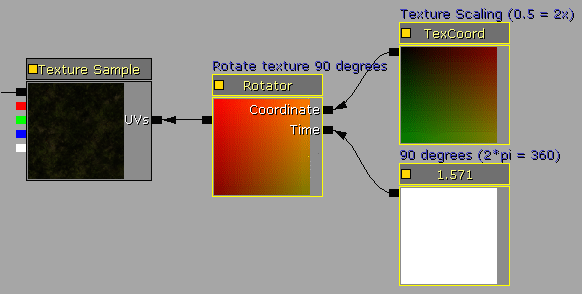 Texture Scaling (0.5 = 2x)
TexCoord
Texture Sample
Rotate texture 90 degrees
Rotator
Coordinate
UVs
Time
90 degrees (2*pi = 360)
1.571